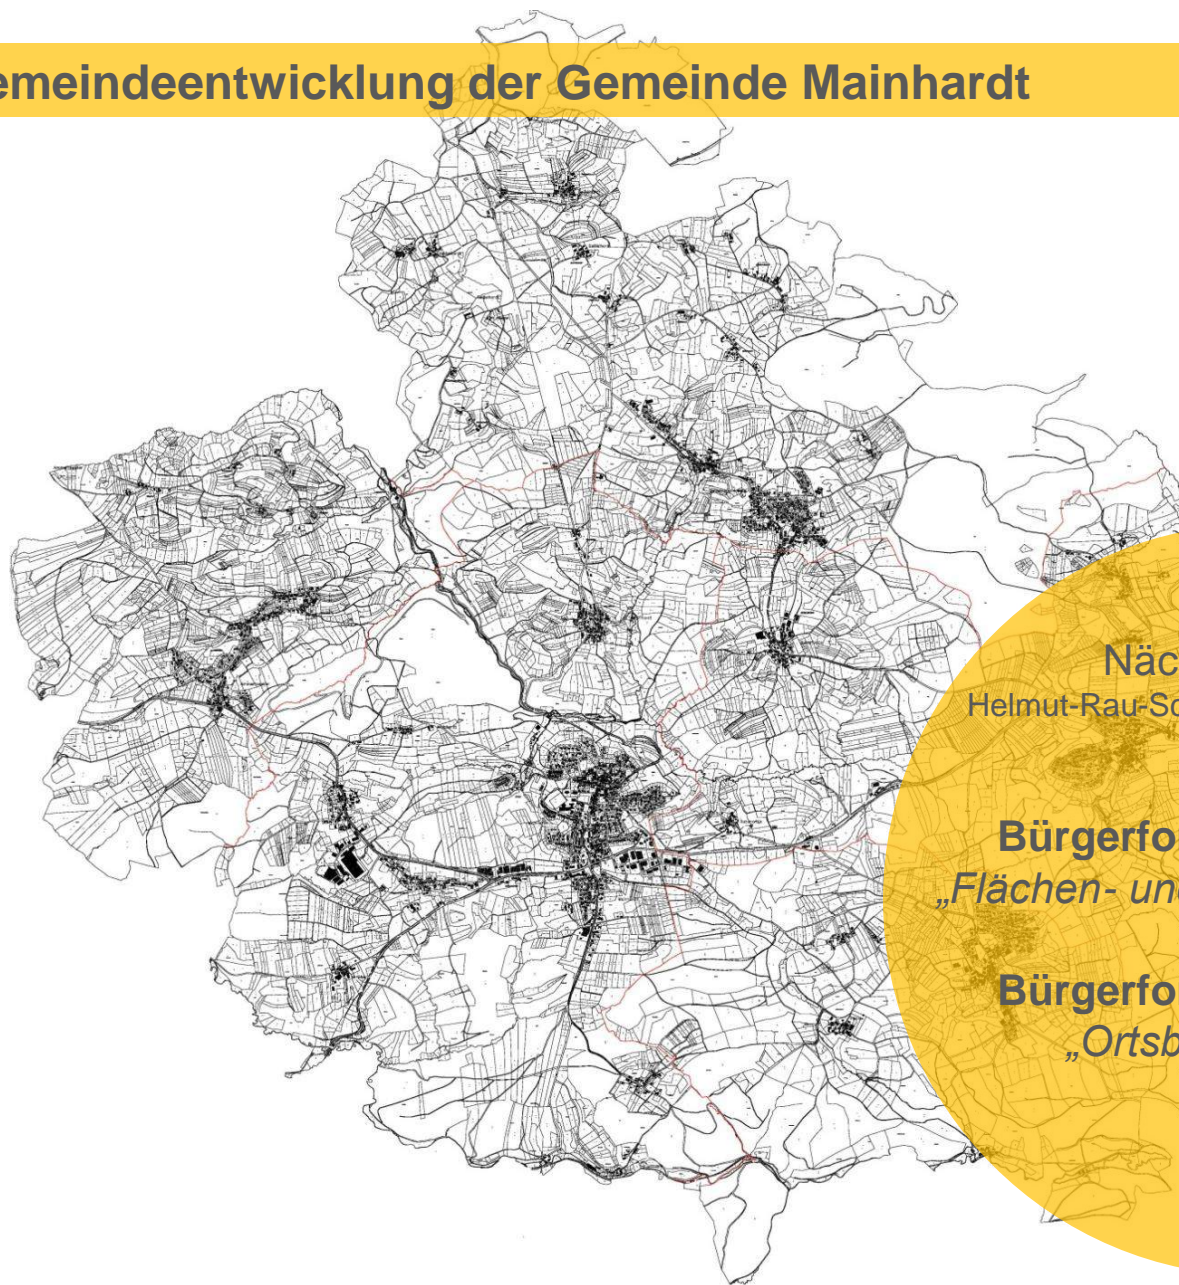 emeindeentwicklung der Gemeinde Mainhardt
Näc
Helmut-Rau-Sc
Bürgerfo
„Flächen- und
Bürgerfo
„Ortsb